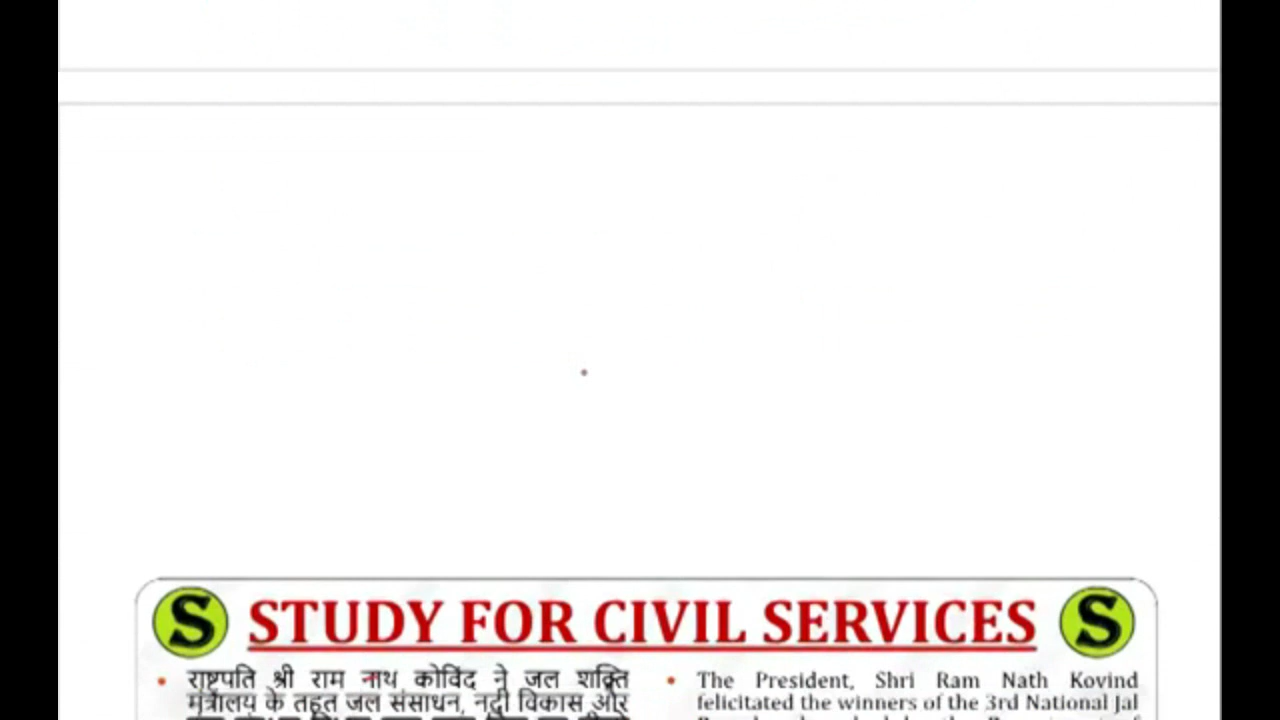 S STUDY FOR CIVIL SERVICES S
• राष्ट्रपति श्री राम नाथ कोविंद ने जल शक्ति
मंत्रालय के तहत जल संसाधन, नदी विकास और
• The President, Shri Ram Nath Kovind
felicitated the winners of the 3rd National Jal